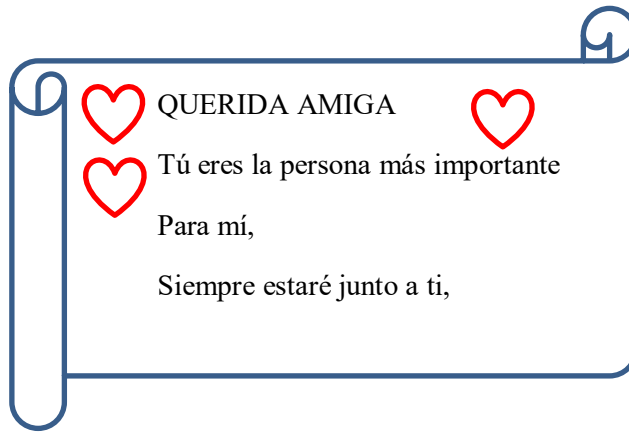 QUERIDA AMIGA
Tú eres la persona más importante
Para mí,
Siempre estaré junto a ti,